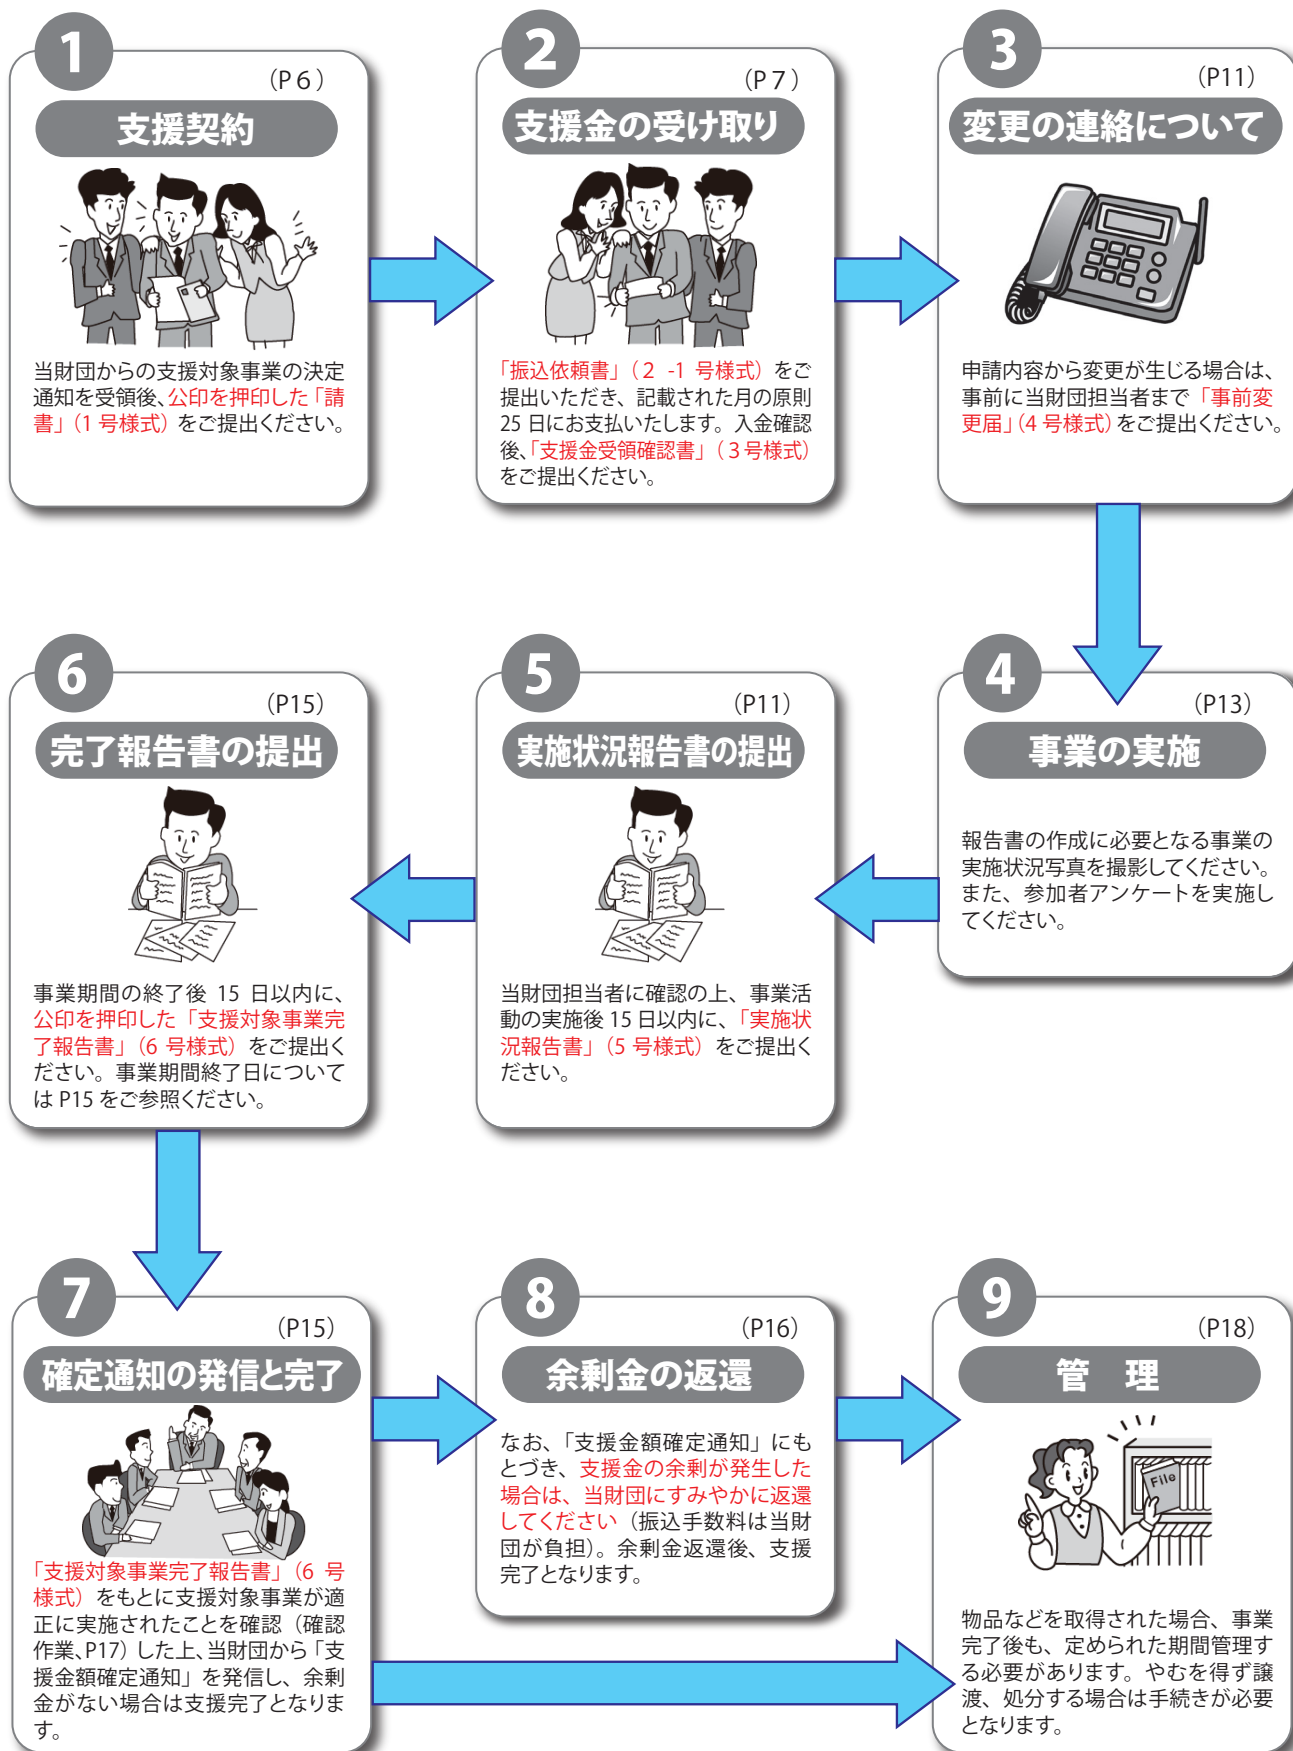 1
（P 6）
支援契約
当財団からの支援対象事業の決定
通知を受領後、公印を押印した「請
書」（1 号様式）をご提出ください。
2
（P 7）
支援金の受け取り
「振込依頼書」（２ -1 号様式）をご
提出いただき、記載された月の原則
25 日にお支払いたします。入金確認
後、「支援金受領確認書」（３号様式）
をご提出ください。
3
（P11）
変更の連絡について
申請内容から変更が生じる場合は、
事前に当財団担当者まで「事前変
更届」（4 号様式）をご提出ください。
4
（P13）
事業の実施
報告書の作成に必要となる事業の
実施状況写真を撮影してください。
また、参加者アンケートを実施し
てください。
5
（P11）
実施状況報告書の提出
当財団担当者に確認の上、事業活
動の実施後 15 日以内に、「実施状
況報告書」（5 号様式）をご提出く
ださい。
6
（P15）
完了報告書の提出
事業期間の終了後 15 日以内に、
公印を押印した「支援対象事業完
了報告書」（6 号様式）をご提出く
ださい。事業期間終了日について
は P15 をご参照ください。
7
（P15）
確定通知の発信と完了
「支援対象事業完了報告書」（6 号
様式）をもとに支援対象事業が適
正に実施されたことを確認（確認
作業、P17）した上、当財団から「支
援金額確定通知」を発信し、余剰
金がない場合は支援完了となりま
す。
8
（P16）
余剰金の返還
なお、「支援金額確定通知」にも
とづき、支援金の余剰が発生した
場合は、当財団にすみやかに返還
してください（振込手数料は当財
団が負担）。余剰金返還後、支援
完了となります。
9
（P18）
管　理
File
物品などを取得された場合、事業
完了後も、定められた期間管理す
る必要があります。やむを得ず譲
渡、処分する場合は手続きが必要
となります。